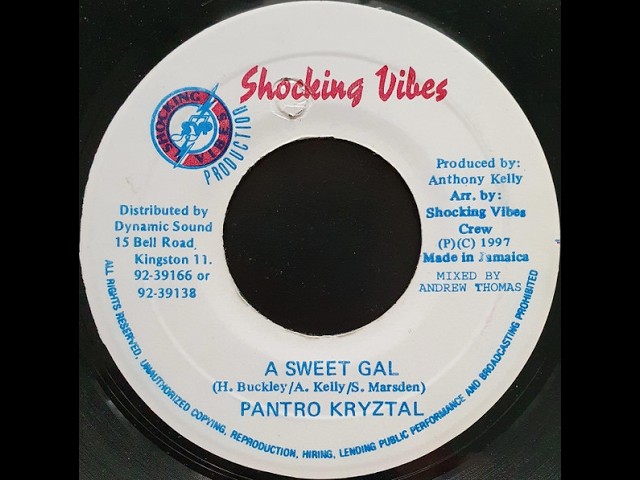 Shocking Vibes
SHOCKING VIBES
PRODUCTION
Distributed by
Dynamic Sound
15 Bell Road,
Kingston 11.
92-39166 or
92-39138
Produced by:
Anthony Kelly
Arr. by:
Shocking Vibes
Crew
(P)(C) 1997
Made in Jamaica
MIXED BY
ANDREW THOMAS
A SWEET GAL
(H. Buckley/A. Kelly/S. Marsden)
PANTRO KRYZTAL
ALL RIGHTS RESERVED, UNAUTHORIZED COPYING, REPRODUCTION, HIRING, LENDING PUBLIC PERFORMANCE AND BROADCASTING PROHIBITED